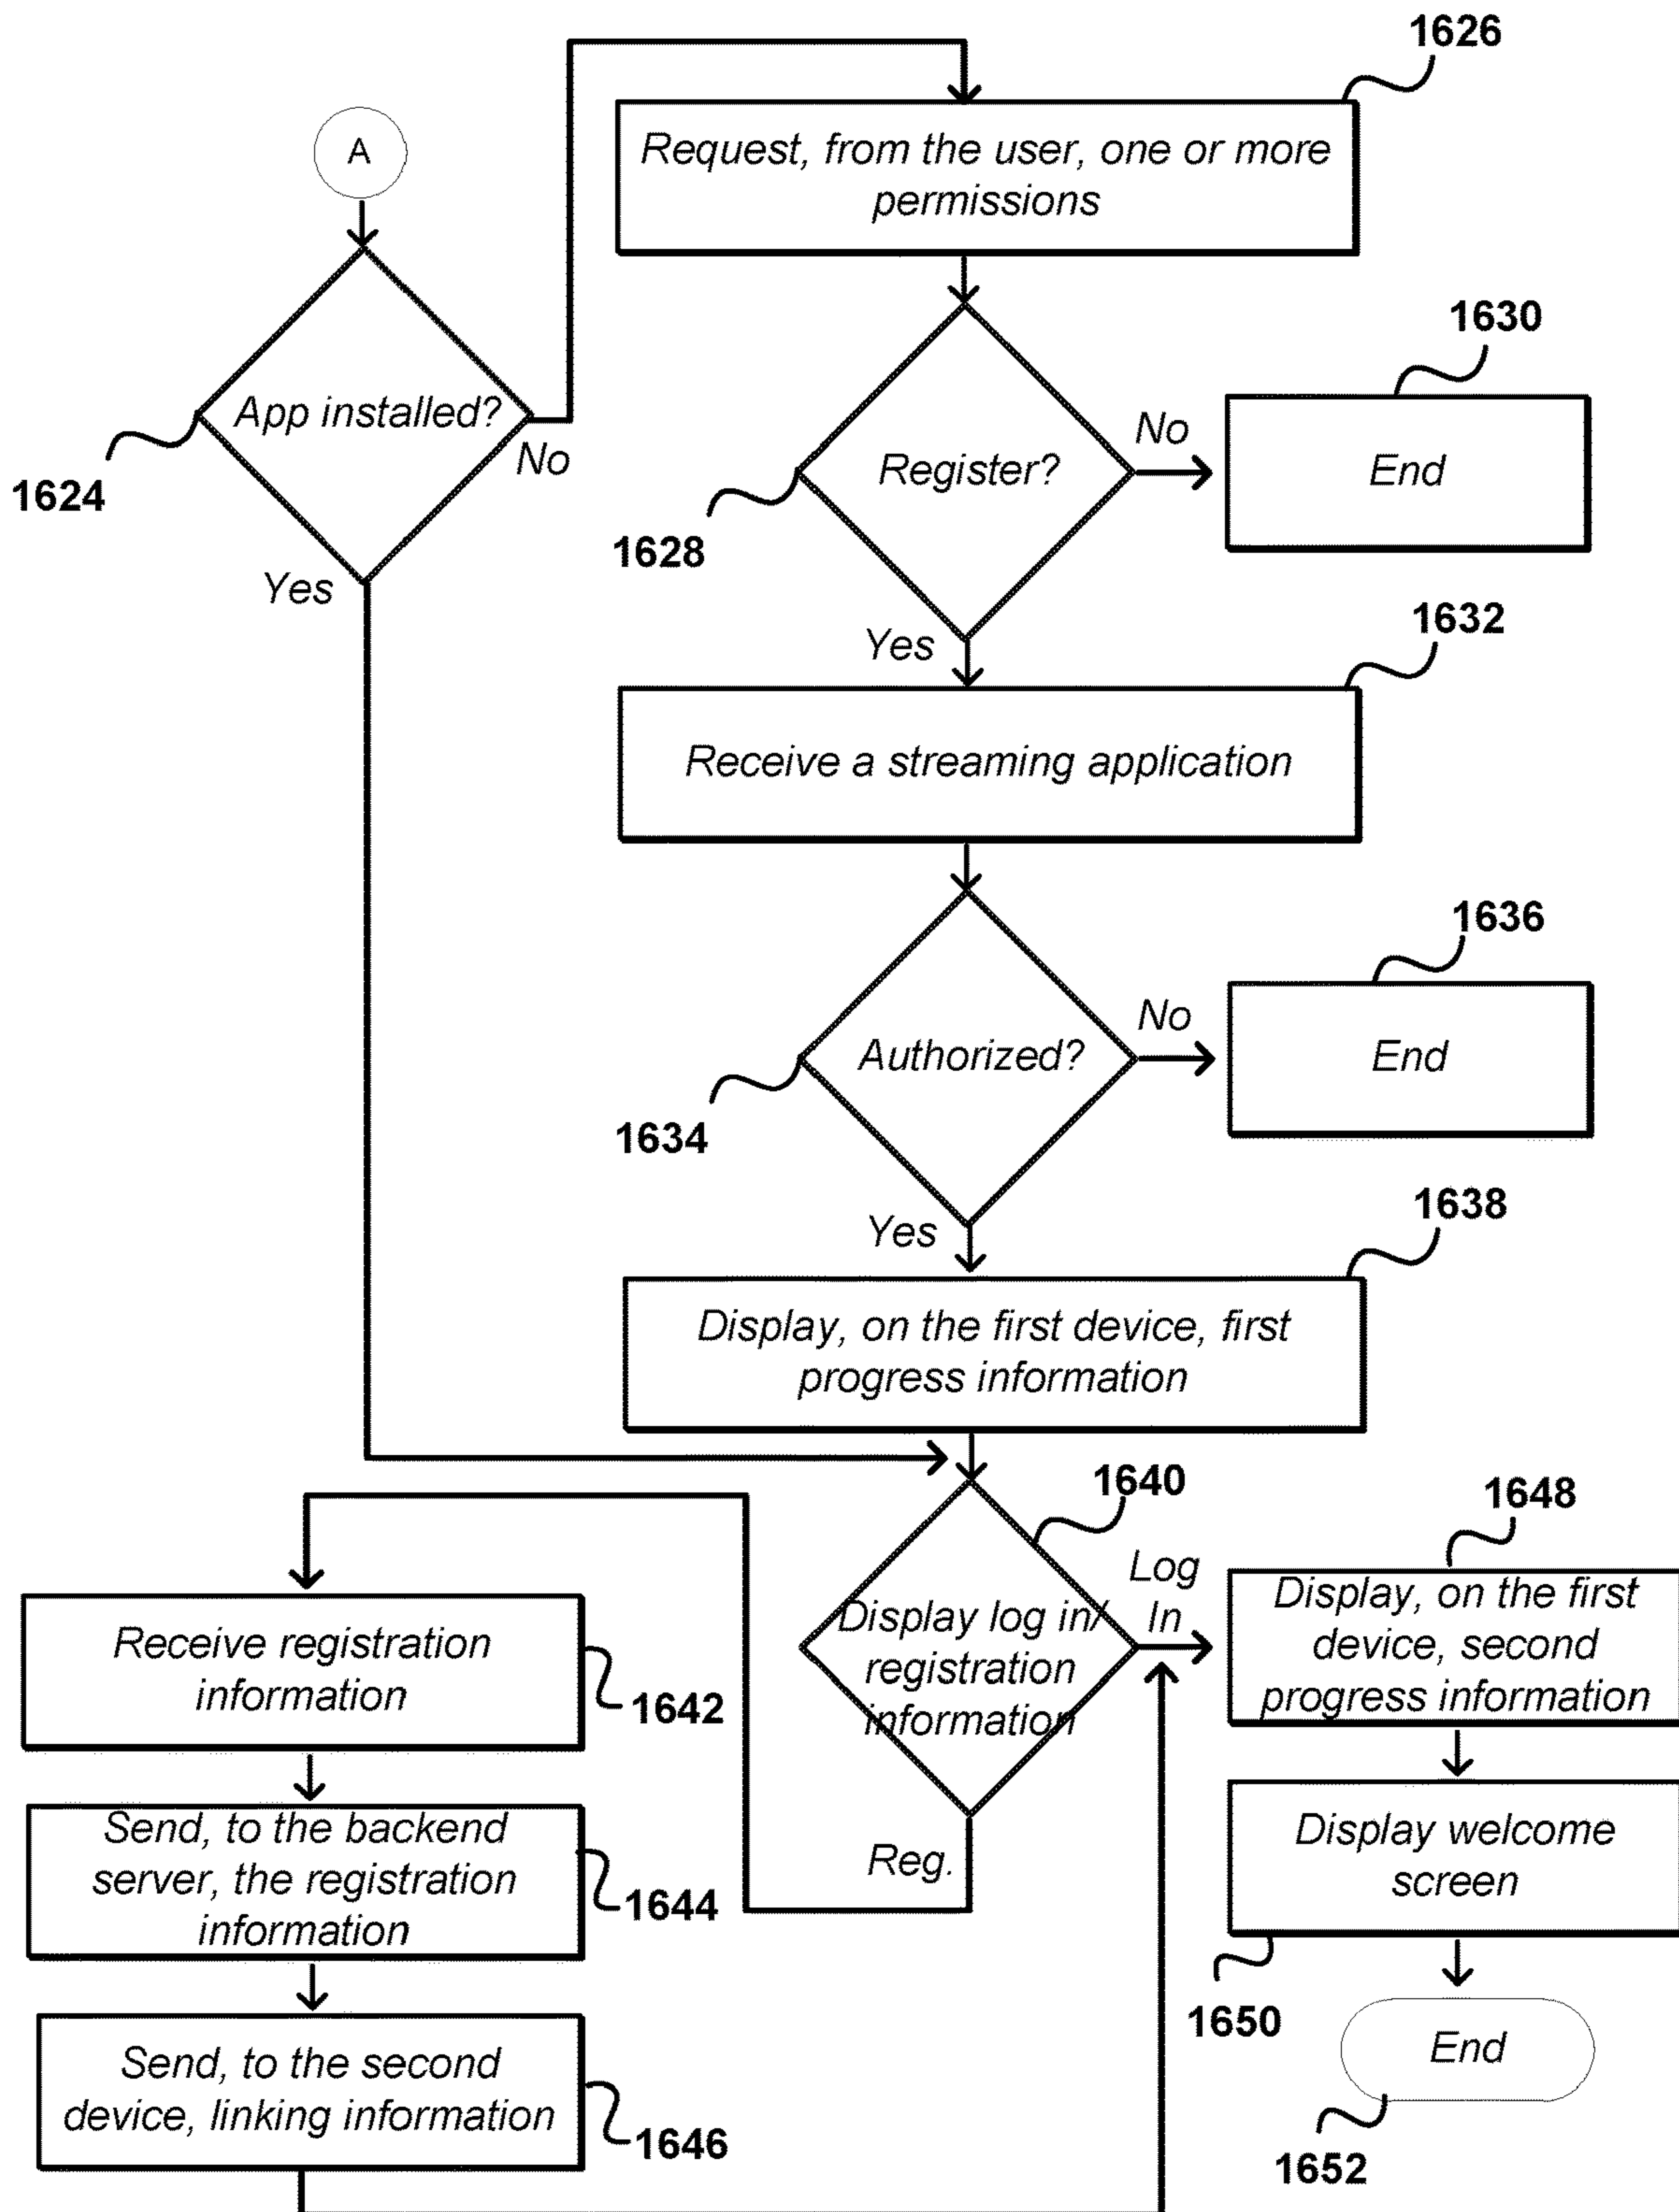 1626
A
Request, from the user, one or more
permissions
1630
App installed?
No
1624
Yes
Register?
No
1628
End
Yes
1632
Receive a streaming application
1636
Authorized?
No
1634
End
Yes
1638
Display, on the first device, first
progress information
1640
1648
Log
In
Display log in/
registration
information
Reg.
Display, on the first
device, second
progress information
Receive registration
information
1642
Send, to the backend
server, the registration
information
1644
Send, to the second
device, linking information
1646
Display welcome
screen
1650
End
1652